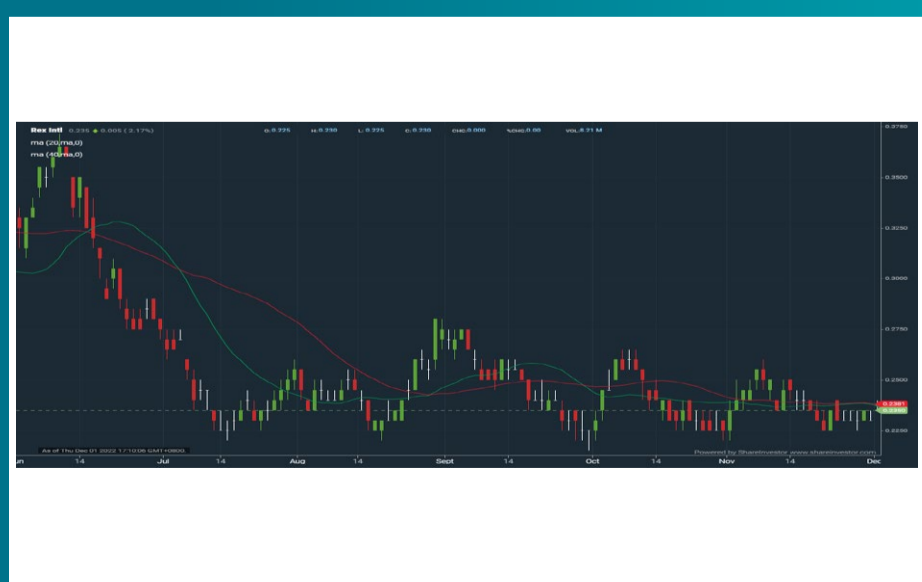 Rex Intl 0.235 0.005 ( 2.17%) O:0.225 H:0.230 L: 0.225 C:0.230 CHG:0.000 %CHG:0.00 VOL:8.21 M
ma (20,ma,0)
ma (40,ma,0)
0.3750
0.3500
0.3250
0.3000
0.2750
0.2500
0.2381
0.2350
0.2250
As of Thu Dec 01 2022 17:10:06 GMT+0800 Powered by ShareInvestor www.shareinvestor.com
un 14 Jul 14 Aug 14 Sept 14 Oct 14 Nov 14 Dec